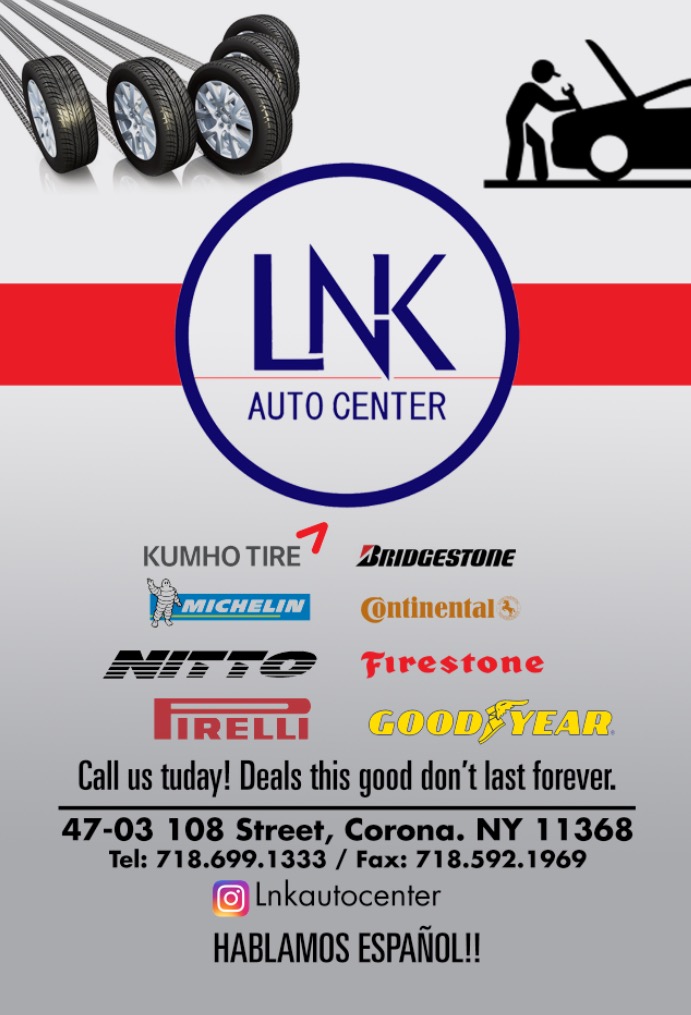 LNK
AUTO CENTER
KUMHO TIRE
BRIDGESTONE
MICHELIN
Continental
NITTO
Firestone
PIRELLI
GOODYEAR
Call us tuday! Deals this good don't last forever.
47-03 108 Street, Corona. NY 11368
Tel: 718.699.1333 / Fax: 718.592.1969
Lnkautocenter
HABLAMOS ESPAÑOL!!